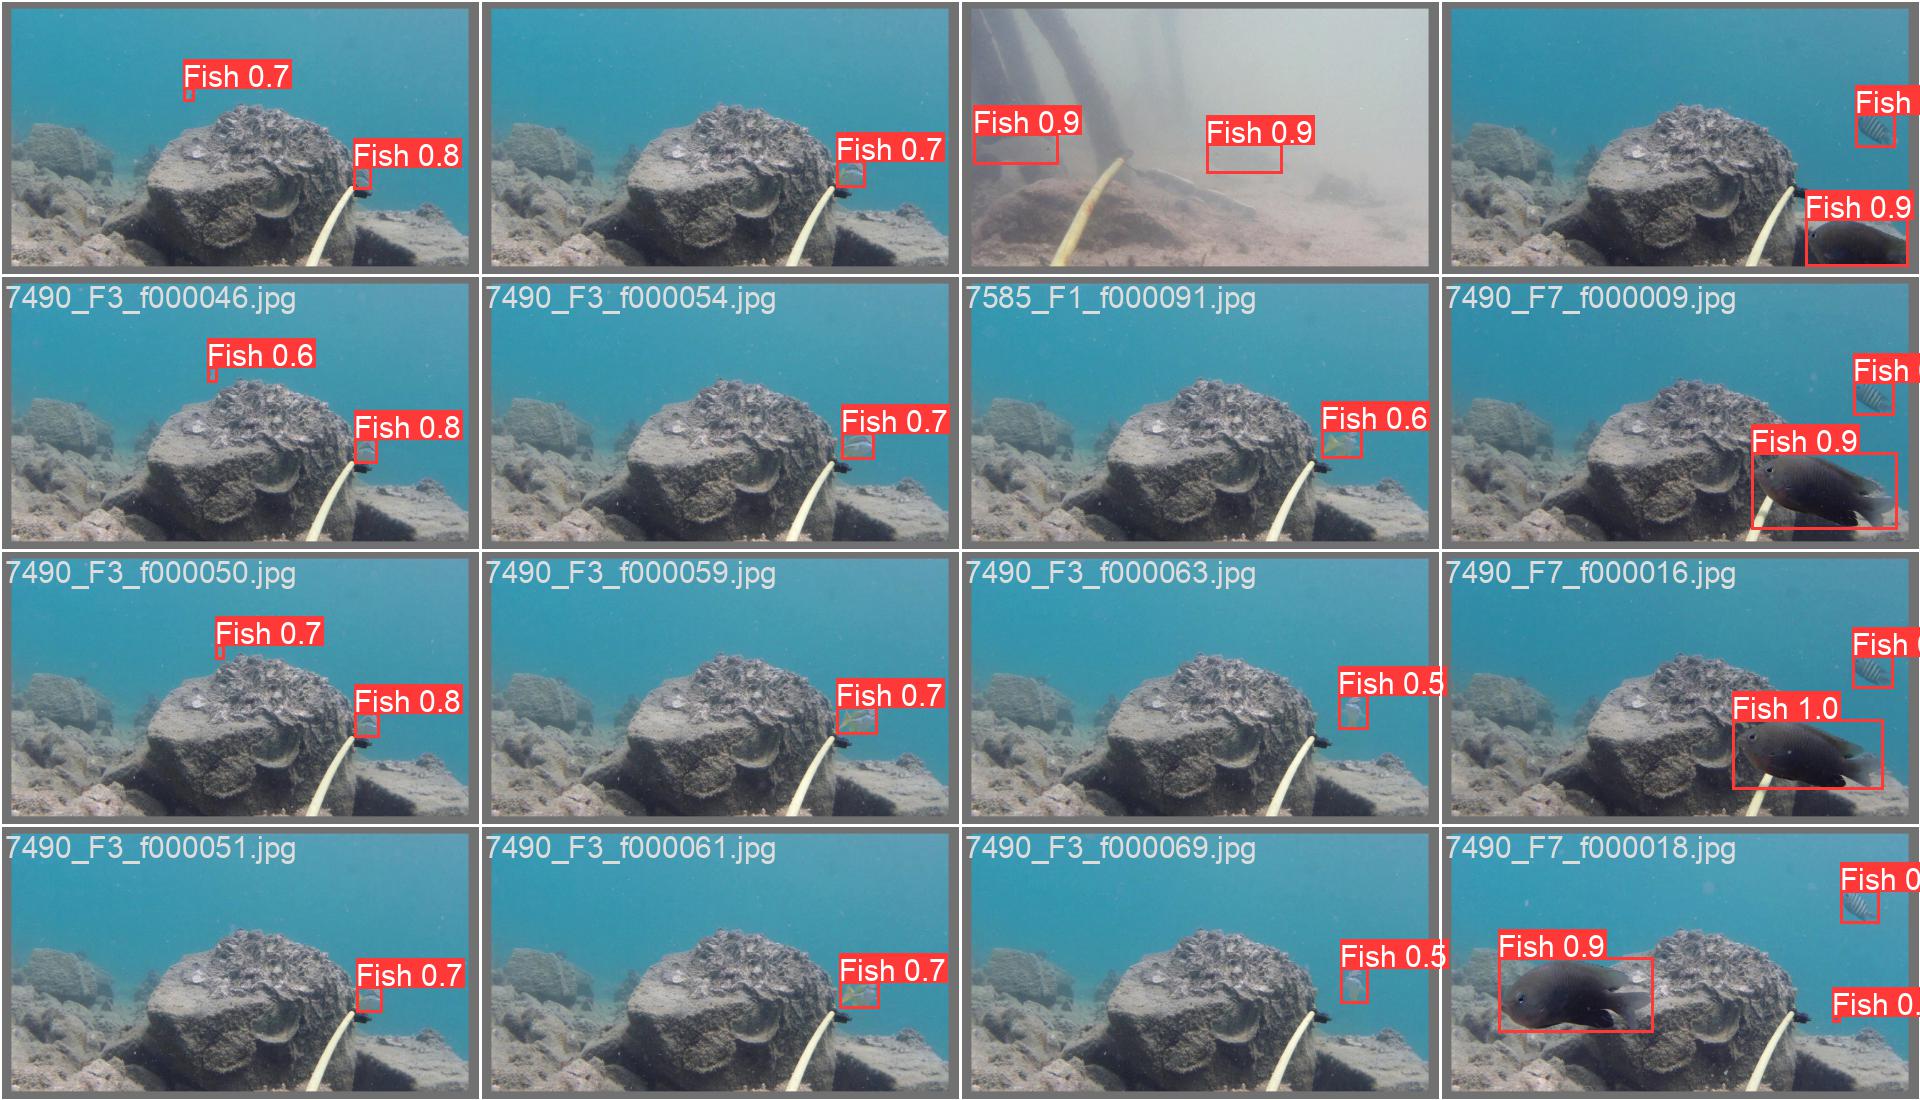 Fish 0.7
Fish 0.8
Fish 0.7
Fish 0.9
Fish 0.9
Fish
Fish 0.9
7490_F3_f000046.jpg
Fish 0.6
Fish 0.8
7490_F3_f000054.jpg
Fish 0.7
7585_F1_f000091.jpg
Fish 0.6
7490_F7_f000009.jpg
Fish
Fish 0.9
7490_F3_f000050.jpg
Fish 0.7
Fish 0.8
7490_F3_f000059.jpg
Fish 0.7
7490_F3_f000063.jpg
Fish 0.5
7490_F7_f000016.jpg
Fish
Fish 1.0
7490_F3_f000051.jpg
Fish 0.7
7490_F3_f000061.jpg
Fish 0.7
7490_F3_f000069.jpg
Fish 0.5
7490_F7_f000018.jpg
Fish 0
Fish 0.9
Fish 0.